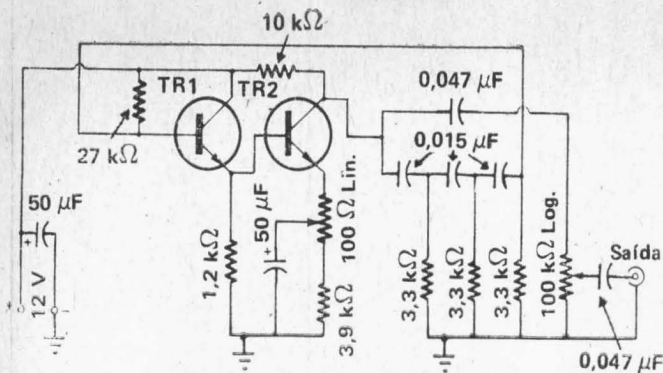 10 kΩ
TR1
TR2
0,047 μF
27 kΩ
0,015 μF
50 μF
+
12 V
-
1,2 kΩ
50 μF
+
100 Ω Lin.
3,9 kΩ
3,3 kΩ
3,3 kΩ
3,3 kΩ
100 kΩ Log.
Saída
0,047 μF